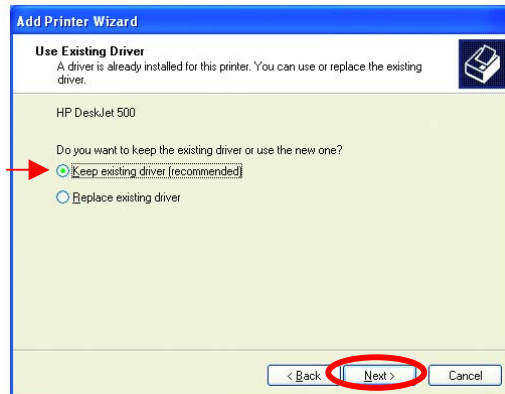 Add Printer Wizard
Use Existing Driver
A driver is already installed for this printer. You can use or replace the existing
driver.
HP DeskJet 500
Do you want to keep the existing driver or use the new one?
Keep existing driver (recommended)
Replace existing driver
< Back Next > Cancel